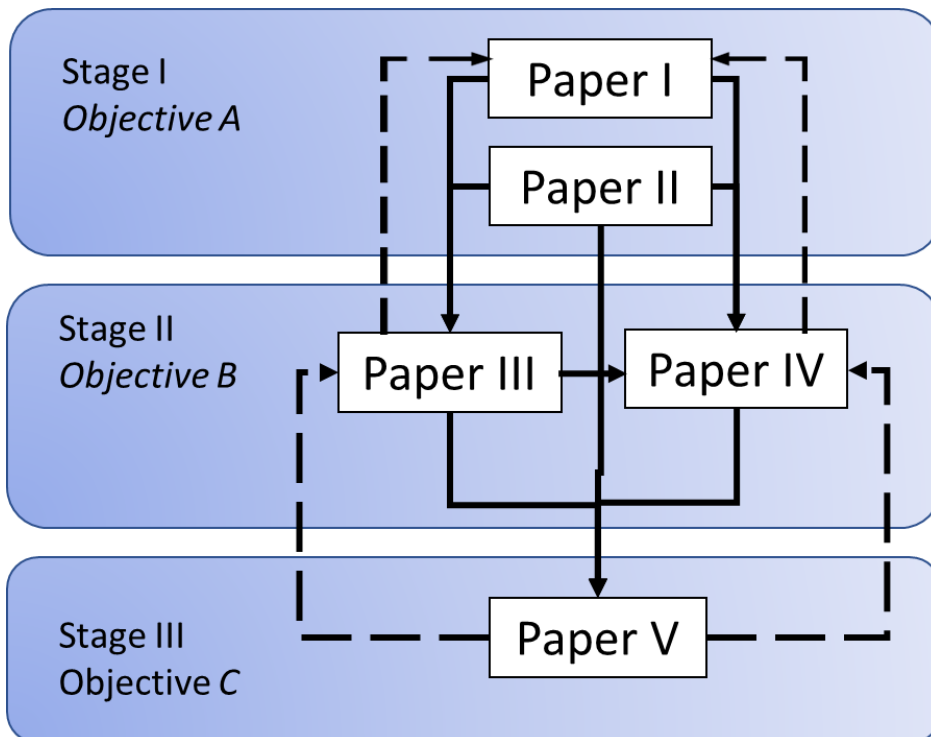 Stage I
Objective A
Paper I
Paper II
Stage II
Objective B
Paper III
Paper IV
Stage III
Objective C
Paper V